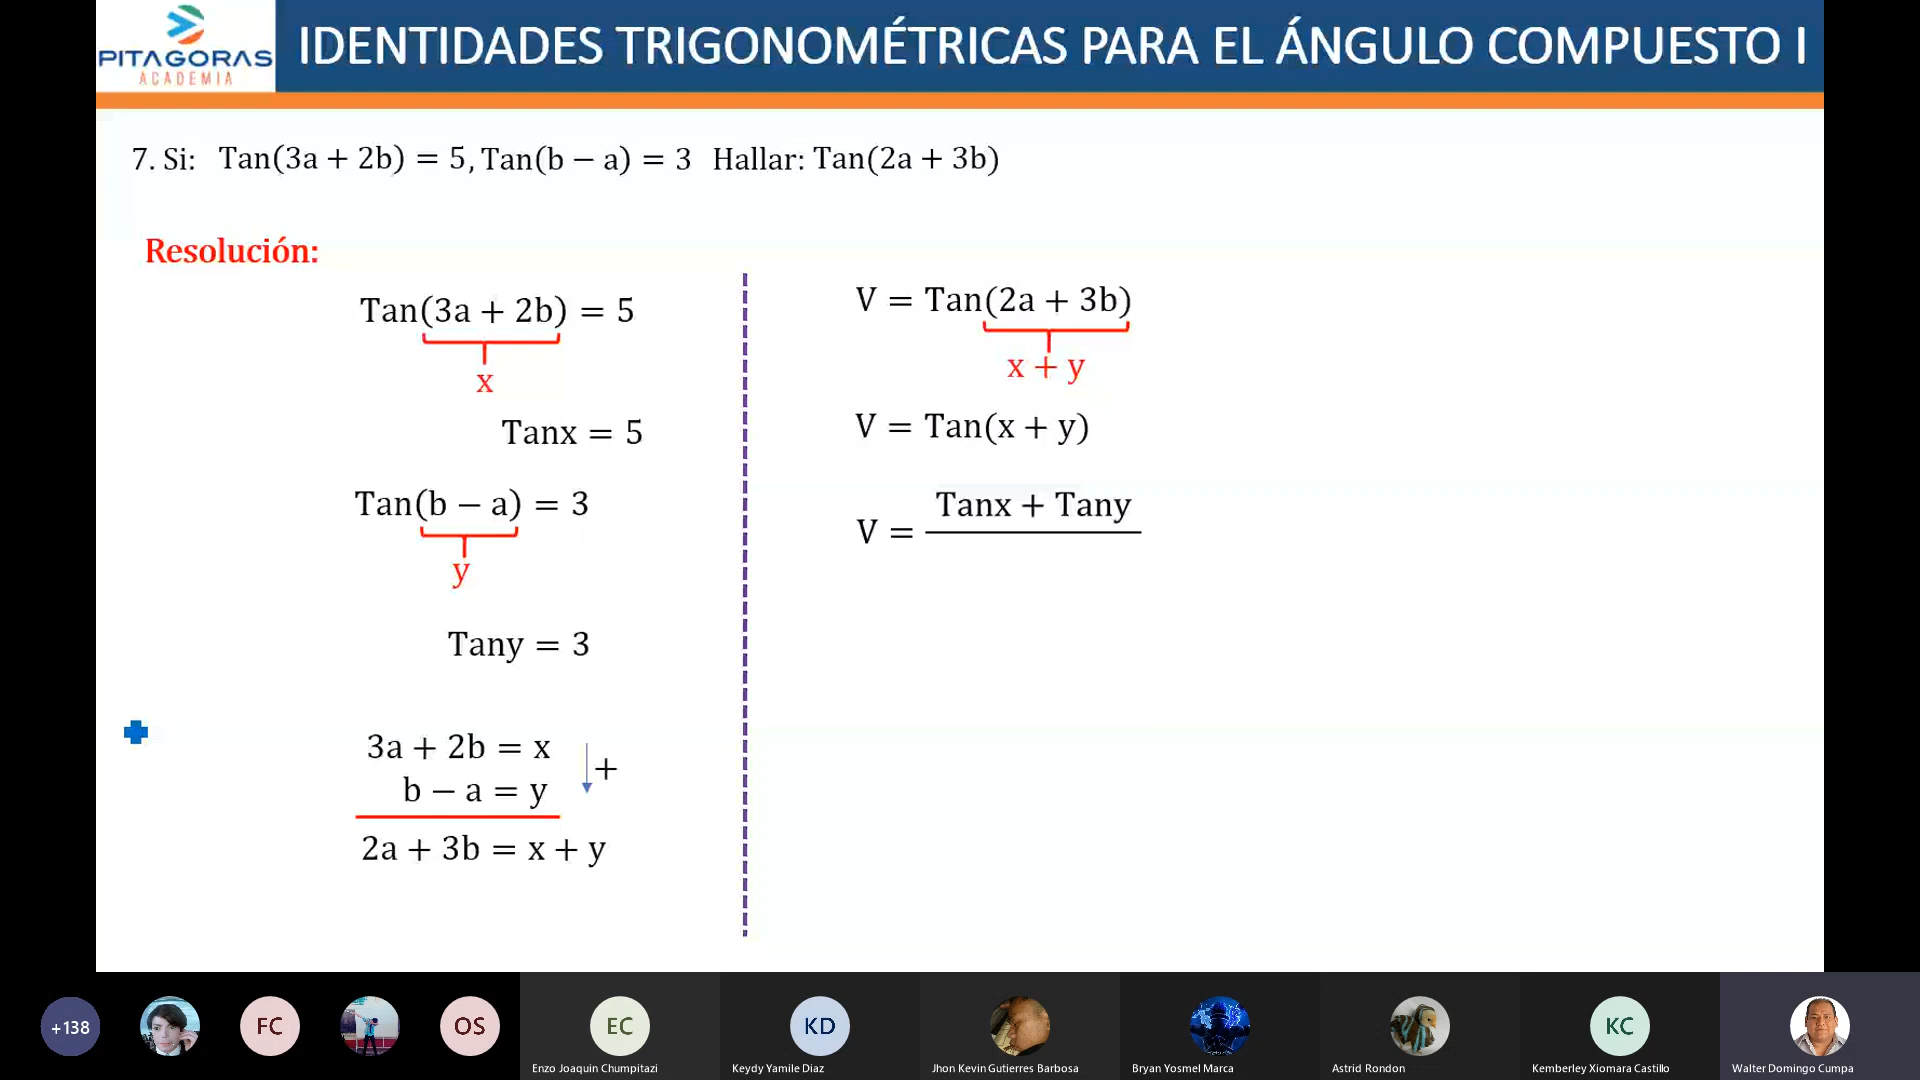 PITAGORAS
ACADEMIA
IDENTIDADES TRIGONOMÉTRICAS PARA EL ÁNGULO COMPUESTO I
7. Si: Tan(3a + 2b) = 5, Tan(b − a) = 3 Hallar: Tan(2a + 3b)
Resolución:
Tan(3a + 2b) = 5
x
Tanx = 5
Tan(b − a) = 3
y
Tany = 3
3a + 2b = x
b − a = y
+
2a + 3b = x + y
V = Tan(2a + 3b)
x + y
V = Tan(x + y)
V = Tanx + Tany
+138
FC
OS
EC
Enzo Joaquin Chumpitazi
KD
Keydy Yamile Diaz
Jhon Kevin Gutierres Barbosa
Bryan Yosmel Marca
Astrid Rondon
KC
Kemberley Xiomara Castillo
Walter Domingo Cumpa